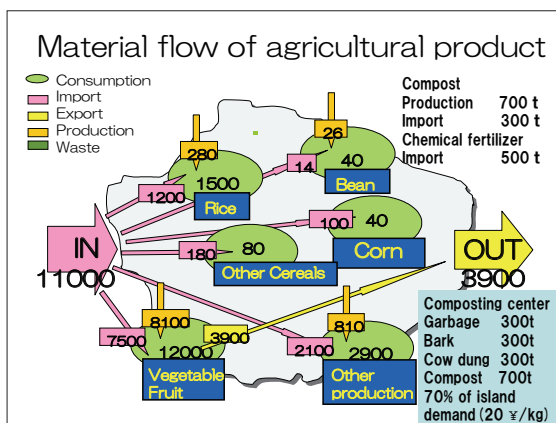 Material flow of agricultural product
Consumption
Import
Export
Production
Waste
Compost
Production 700 t
Import 300 t
Chemical fertilizer
Import 500 t
280
1500
1200
Rice
26
40
14
Bean
100
40
Corn
180
80
Other Cereals
IN
11000
OUT
3900
8100
7500
12000
3900
Vegetable
Fruit
810
2100
2900
Other
production
Composting center
Garbage 300t
Bark 300t
Cow dung 300t
Compost 700t
70% of island
demand (20 ¥/kg)